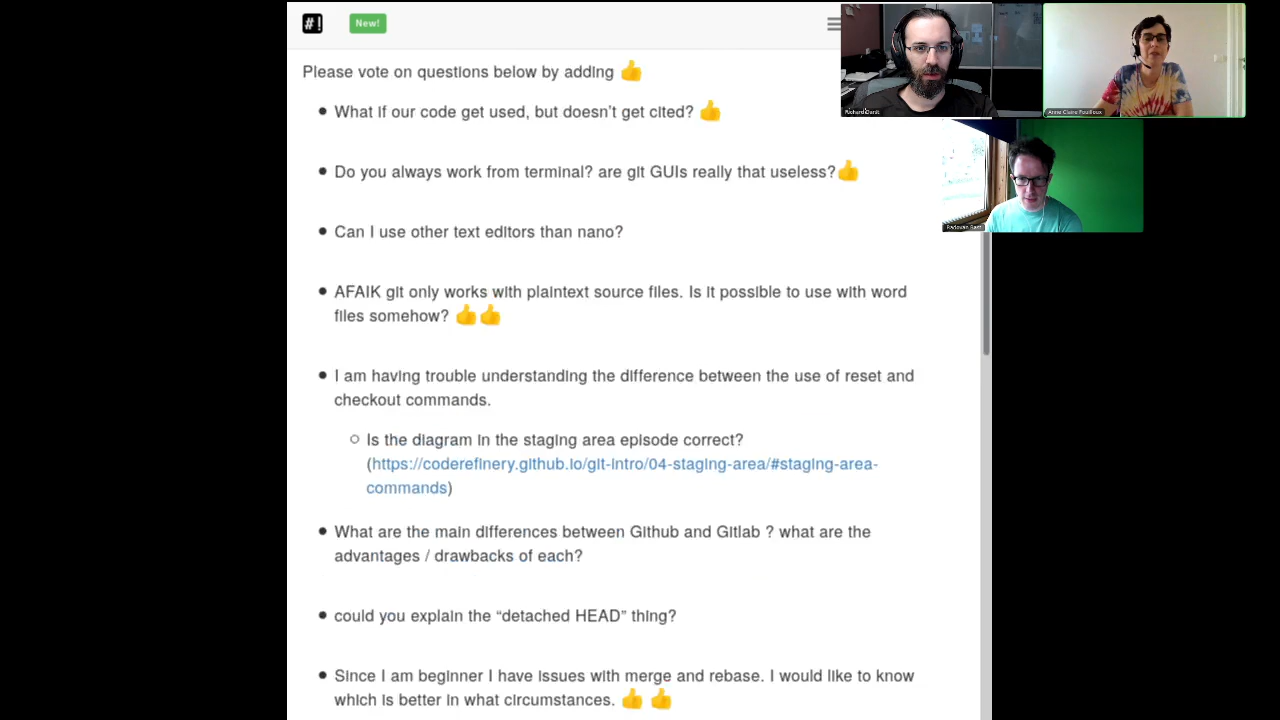 #!
New!
Please vote on questions below by adding 👍
What if our code get used, but doesn’t get cited? 👍
Do you always work from terminal? are git GUIs really that useless?👍
Can I use other text editors than nano?
AFAIK git only works with plaintext source files. Is it possible to use with word
files somehow? 👍👍
I am having trouble understanding the difference between the use of reset and
checkout commands.
Is the diagram in the staging area episode correct?
(https://coderefinery.github.io/git-intro/04-staging-area/#staging-area-
commands)
What are the main differences between Github and Gitlab ? what are the
advantages / drawbacks of each?
could you explain the “detached HEAD” thing?
Since I am beginner I have issues with merge and rebase. I would like to know
which is better in what circumstances. 👍 👍
Anne Claire Fouilloux
Radovan Bast